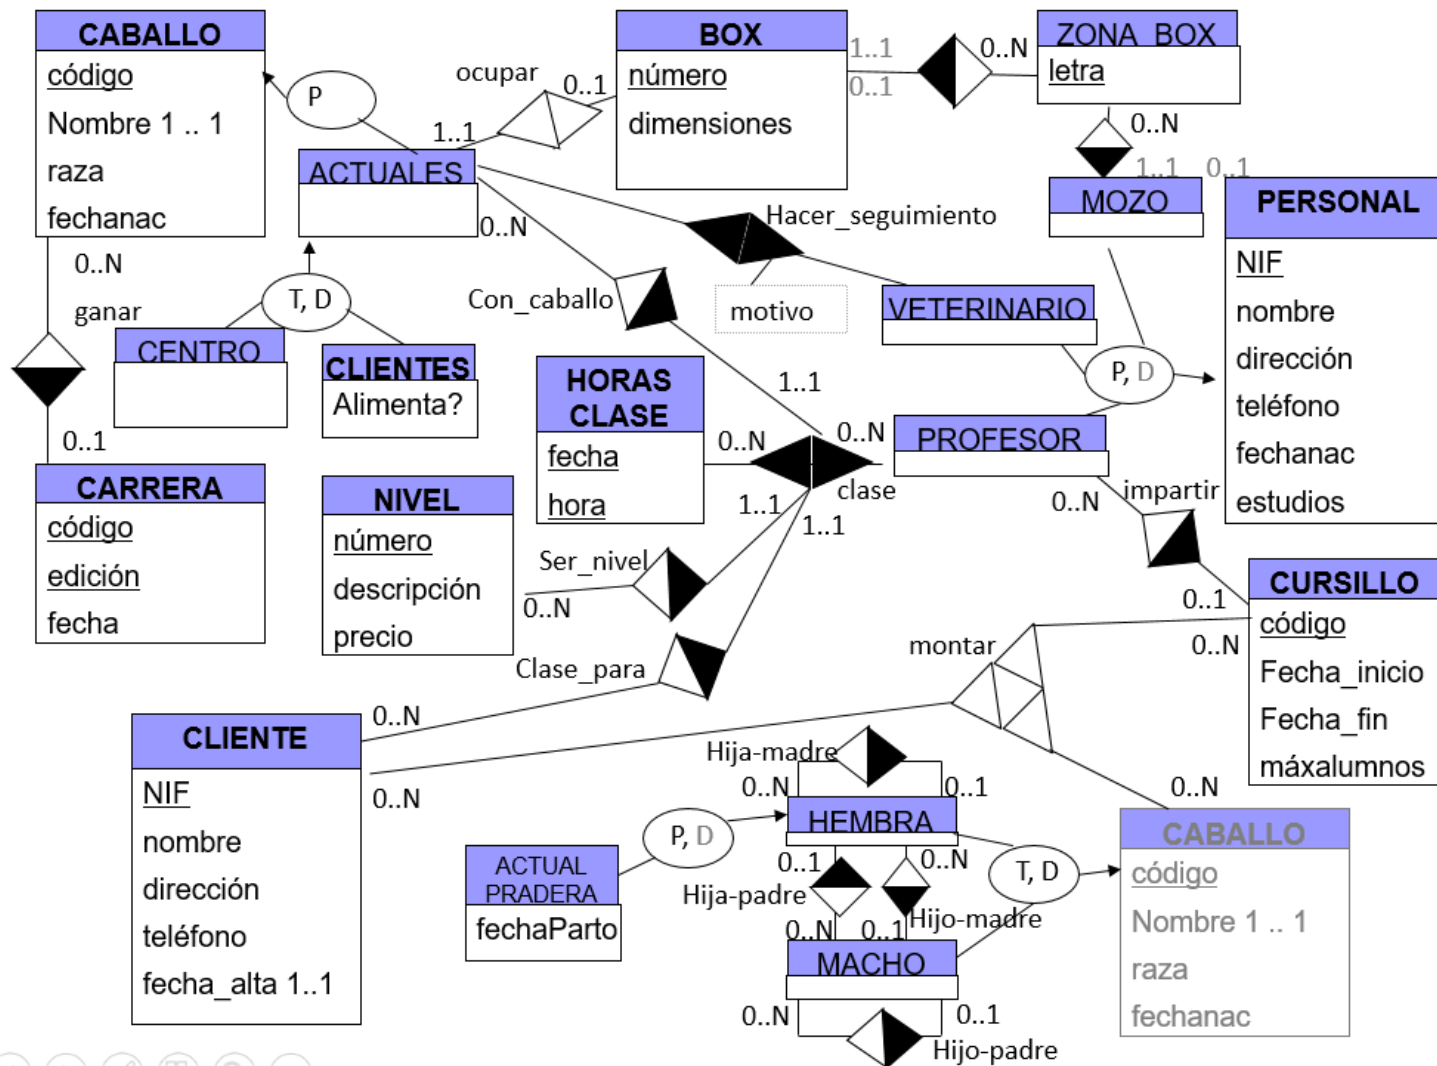 CABALLO
código
Nombre 1 .. 1
raza
fechanac
P
ocupar
0..1
1..1
BOX
número
dimensiones
1..1
0..1
0..N
ZONA_BOX
letra
0..N
1..1
0..1
MOZO
PERSONAL
NIF
nombre
dirección
teléfono
fechanac
estudios
ACTUALES
0..N
Hacer_seguimiento
motivo
VETERINARIO
P, D
0..N
ganar
0..1
T, D
CENTRO
CLIENTES
Alimenta?
Con_caballo
1..1
HORAS
CLASE
fecha
hora
0..N
0..N
clase
PROFESOR
0..N
impartir
0..1
CARRERA
código
edición
fecha
NIVEL
número
descripción
precio
1..1
1..1
Ser_nivel
0..N
Clase_para
0..N
CURSILLO
código
Fecha_inicio
Fecha_fin
máxalumnos
0..N
montar
0..N
0..N
CLIENTE
NIF
nombre
dirección
teléfono
fecha_alta 1..1
Hija-madre
0..N
0..1
HEMBRA
P, D
ACTUAL
PRADERA
fechaParto
0..1
0..N
Hija-padre
Hijo-madre
0..N
0..1
MACHO
0..N
0..1
Hijo-padre
T, D
CABALLO
código
Nombre 1 .. 1
raza
fechanac